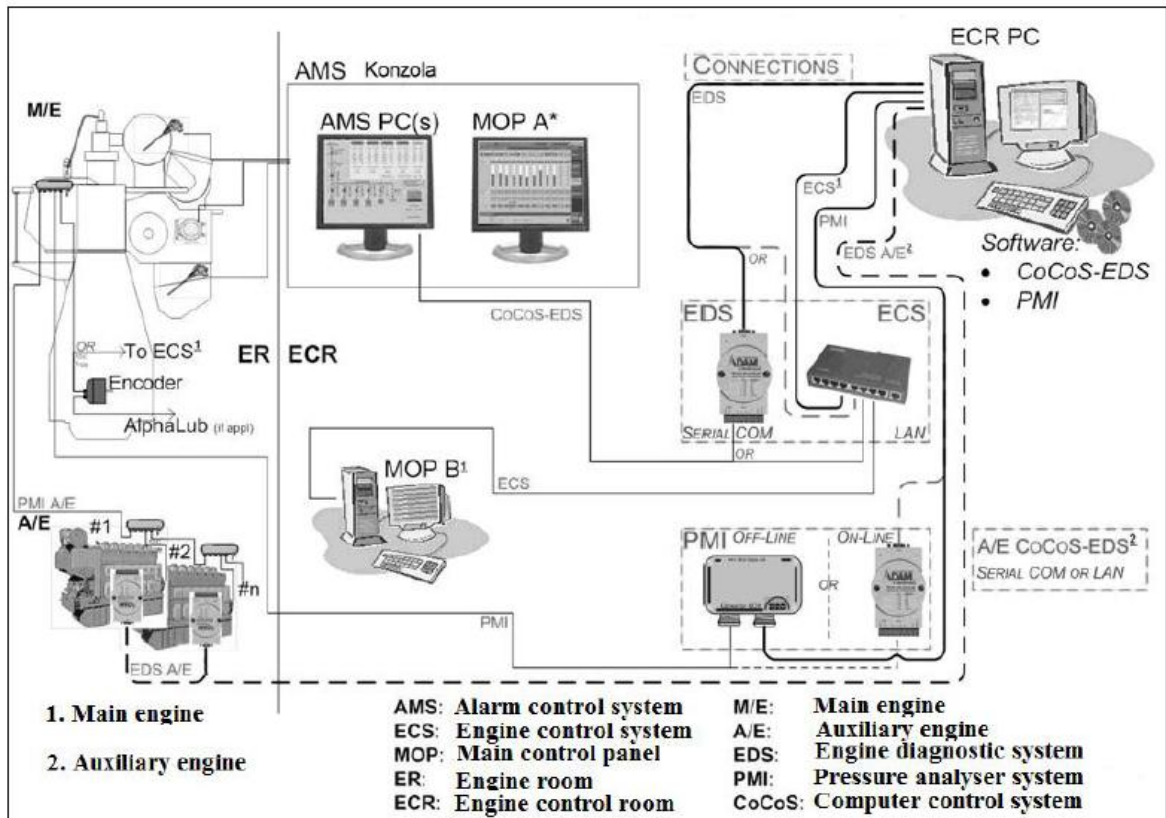 AMS Konzola
AMS PC(s)
MOP A*
M/E
CONNECTIONS
EDS
ECS1
PMI
EDS A/E2
OR
ECR PC
Software:
• CoCoS-EDS
• PMI
OR
To ECS1
Encoder
AlphaLub (if appl)
ER ECR
CoCoS-EDS
EDS
ECS
ADAM
SERIAL COM
LAN
OR
MOP B1
ECS
PMI A/E
A/E
#1
#2
#n
EDS A/E
PMI
PMI OFF-LINE
ON-LINE
OR
ADAM
A/E CoCoS-EDS2
SERIAL COM OR LAN
1. Main engine
2. Auxiliary engine
AMS: Alarm control system
ECS: Engine control system
MOP: Main control panel
ER: Engine room
ECR: Engine control room
M/E: Main engine
A/E: Auxiliary engine
EDS: Engine diagnostic system
PMI: Pressure analyser system
CoCoS: Computer control system